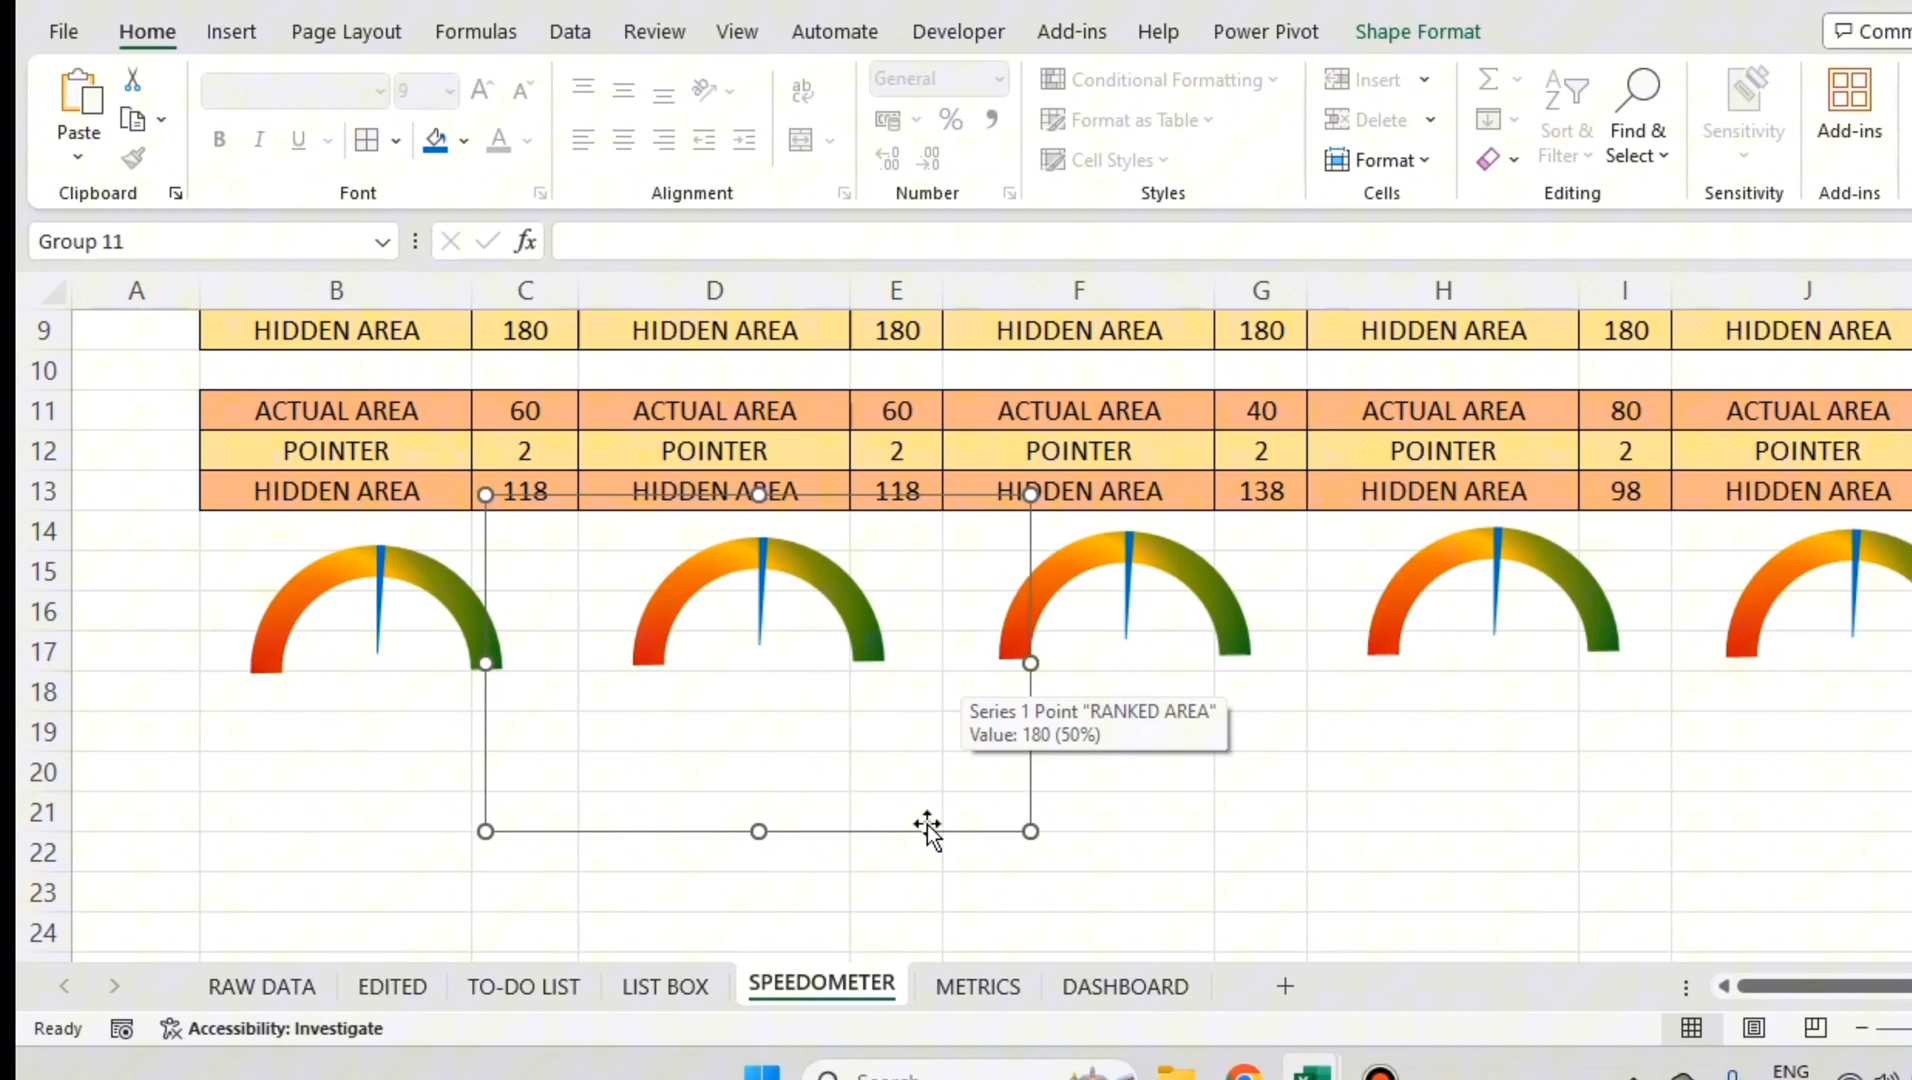 File Home Insert Page Layout Formulas Data Review View Automate Developer Add-ins Help Power Pivot Shape Format
Paste
9
General
Conditional Formatting
Format as Table
Cell Styles
Insert
Delete
Format
Sort &
Filter
Find &
Select
Sensitivity
Add-ins
Clipboard Font Alignment Number Styles Cells Editing Sensitivity Add-ins
Group 11 fx
A B C D E F G H I J
9 HIDDEN AREA 180 HIDDEN AREA 180 HIDDEN AREA 180 HIDDEN AREA 180 HIDDEN AREA
10
11 ACTUAL AREA 60 ACTUAL AREA 60 ACTUAL AREA 40 ACTUAL AREA 80 ACTUAL AREA
12 POINTER 2 POINTER 2 POINTER 2 POINTER 2 POINTER
13 HIDDEN AREA 118 HIDDEN AREA 118 HIDDEN AREA 138 HIDDEN AREA 98 HIDDEN AREA
14
15
16
17
18
Series 1 Point "RANKED AREA"
Value: 180 (50%)
19
20
21
22
23
24
RAW DATA EDITED TO-DO LIST LIST BOX SPEEDOMETER METRICS DASHBOARD
Ready Accessibility: Investigate
ENG